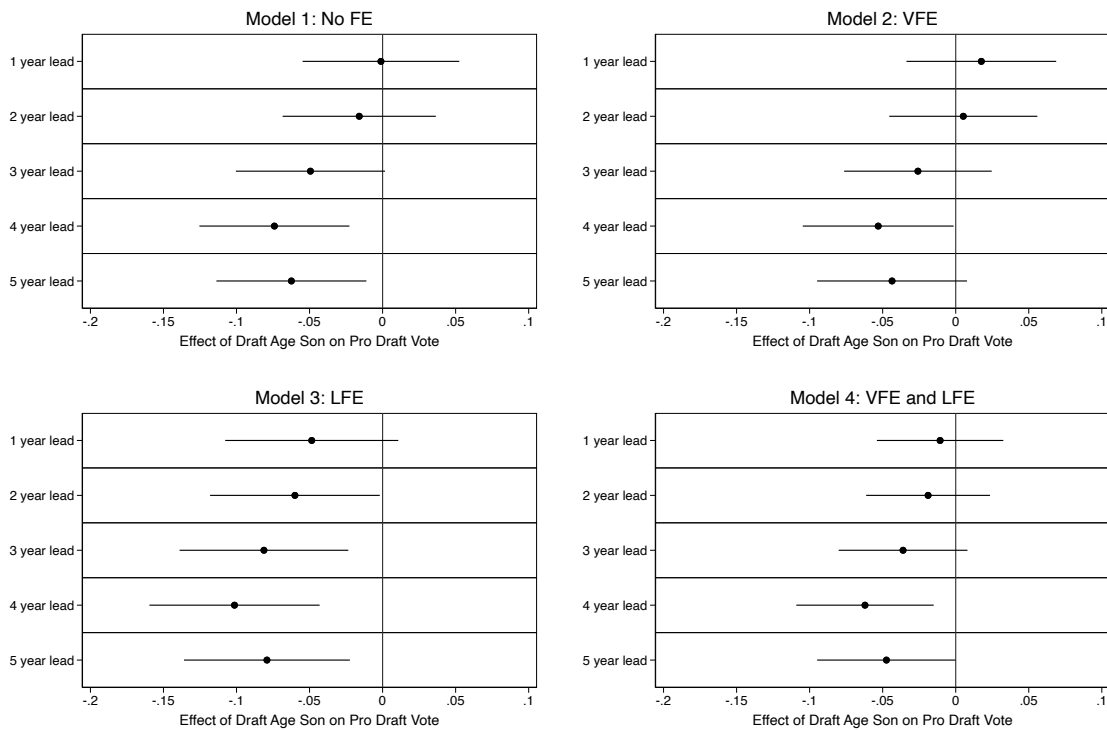 Model 1: No FE
1 year lead
2 year lead
3 year lead
4 year lead
5 year lead
-.2 -.15 -.1 -.05 0 .05 .1
Effect of Draft Age Son on Pro Draft Vote
Model 2: VFE
1 year lead
2 year lead
3 year lead
4 year lead
5 year lead
-.2 -.15 -.1 -.05 0 .05 .1
Effect of Draft Age Son on Pro Draft Vote
Model 3: LFE
1 year lead
2 year lead
3 year lead
4 year lead
5 year lead
-.2 -.15 -.1 -.05 0 .05 .1
Effect of Draft Age Son on Pro Draft Vote
Model 4: VFE and LFE
1 year lead
2 year lead
3 year lead
4 year lead
5 year lead
-.2 -.15 -.1 -.05 0 .05 .1
Effect of Draft Age Son on Pro Draft Vote